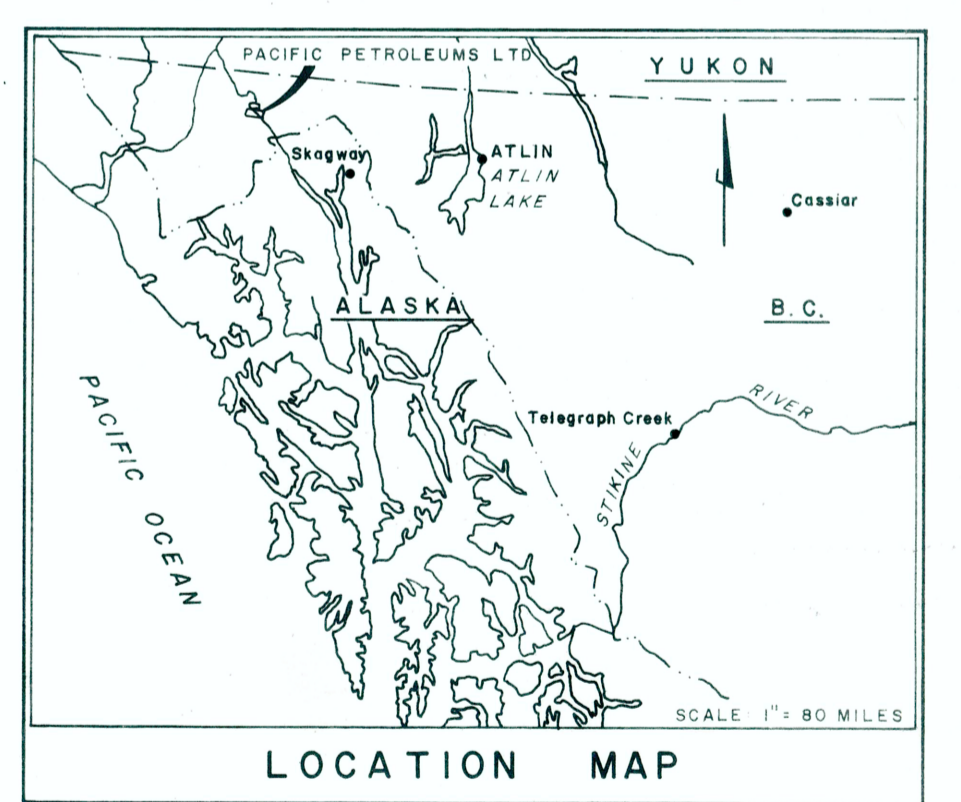 PACIFIC PETROLEUMS LTD
YUKON
Skagway
ATLIN
ATLIN
LAKE
Cassiar
ALASKA
B.C.
PACIFIC OCEAN
Telegraph Creek
STIKINE
RIVER
SCALE 1" = 80 MILES
LOCATION MAP